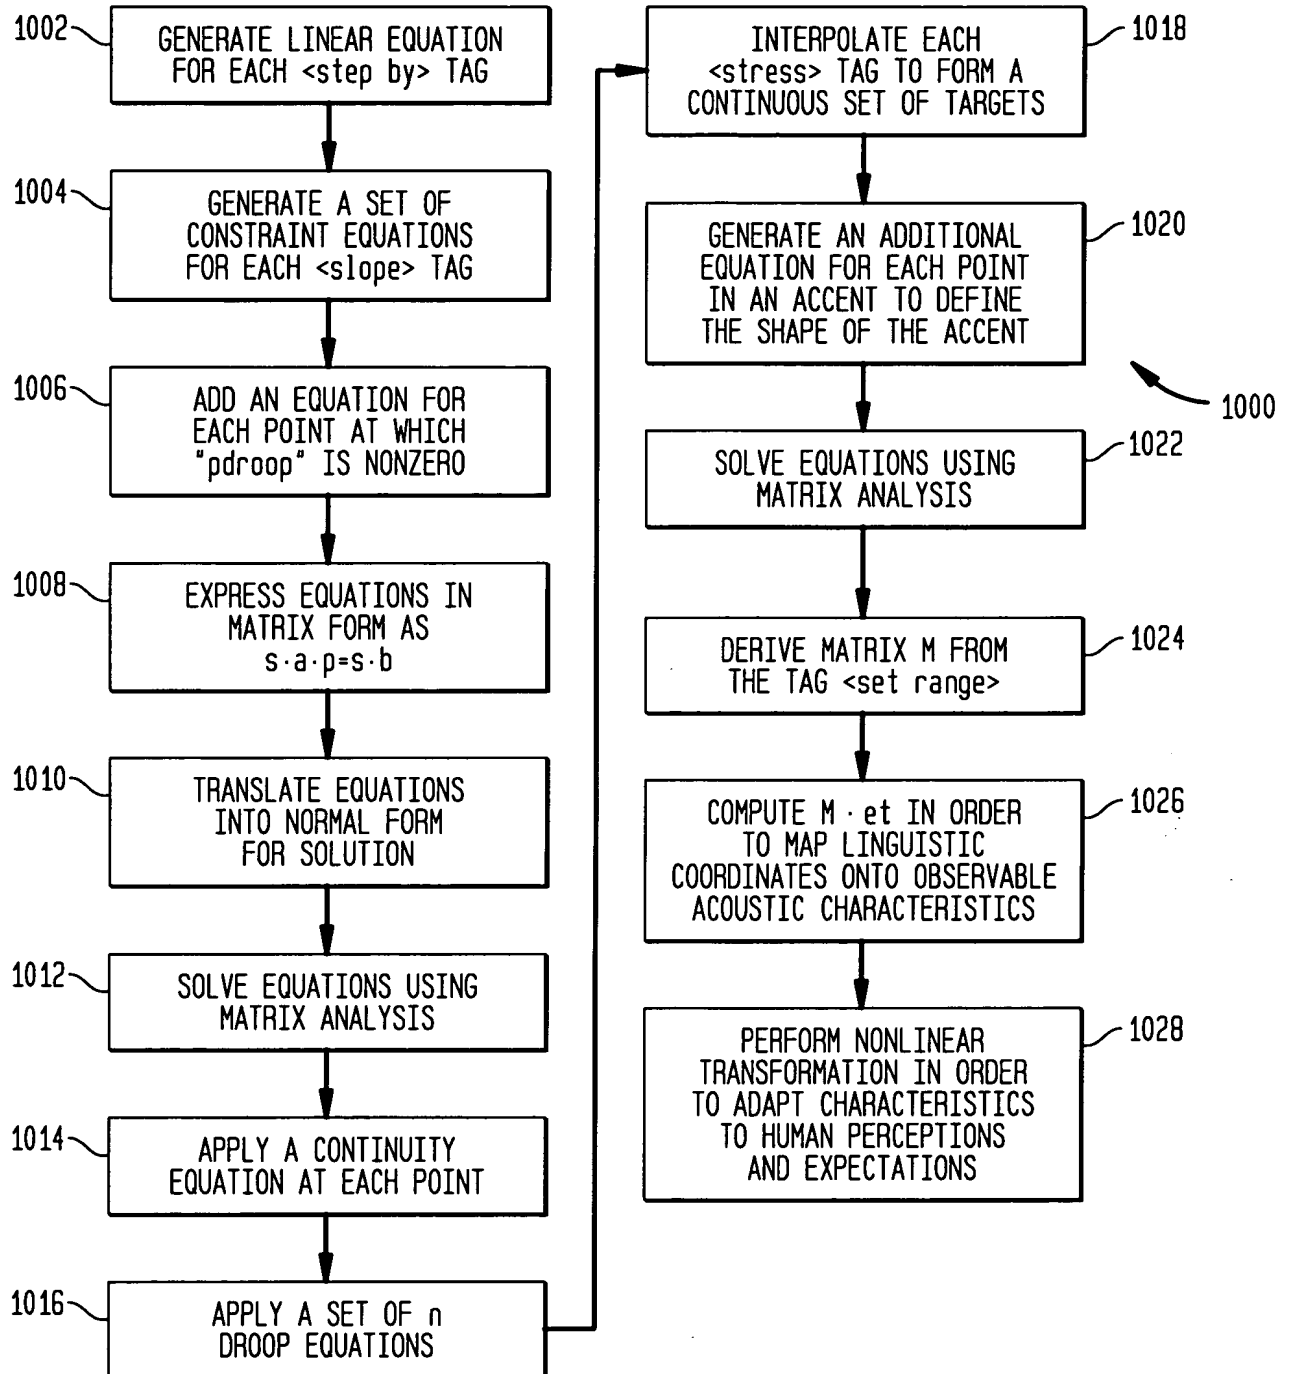 1002
GENERATE LINEAR EQUATION
FOR EACH <step by> TAG
1004
GENERATE A SET OF
CONSTRAINT EQUATIONS
FOR EACH <slope> TAG
1006
ADD AN EQUATION FOR
EACH POINT AT WHICH
"pdroop" IS NONZERO
1008
EXPRESS EQUATIONS IN
MATRIX FORM AS
s·a·p=s·b
1010
TRANSLATE EQUATIONS
INTO NORMAL FORM
FOR SOLUTION
1012
SOLVE EQUATIONS USING
MATRIX ANALYSIS
1014
APPLY A CONTINUITY
EQUATION AT EACH POINT
1016
APPLY A SET OF n
DROOP EQUATIONS
1018
INTERPOLATE EACH
<stress> TAG TO FORM A
CONTINUOUS SET OF TARGETS
1020
GENERATE AN ADDITIONAL
EQUATION FOR EACH POINT
IN AN ACCENT TO DEFINE
THE SHAPE OF THE ACCENT
1000
1022
SOLVE EQUATIONS USING
MATRIX ANALYSIS
1024
DERIVE MATRIX M FROM
THE TAG <set range>
1026
COMPUTE M · et IN ORDER
TO MAP LINGUISTIC
COORDINATES ONTO OBSERVABLE
ACOUSTIC CHARACTERISTICS
1028
PERFORM NONLINEAR
TRANSFORMATION IN ORDER
TO ADAPT CHARACTERISTICS
TO HUMAN PERCEPTIONS
AND EXPECTATIONS